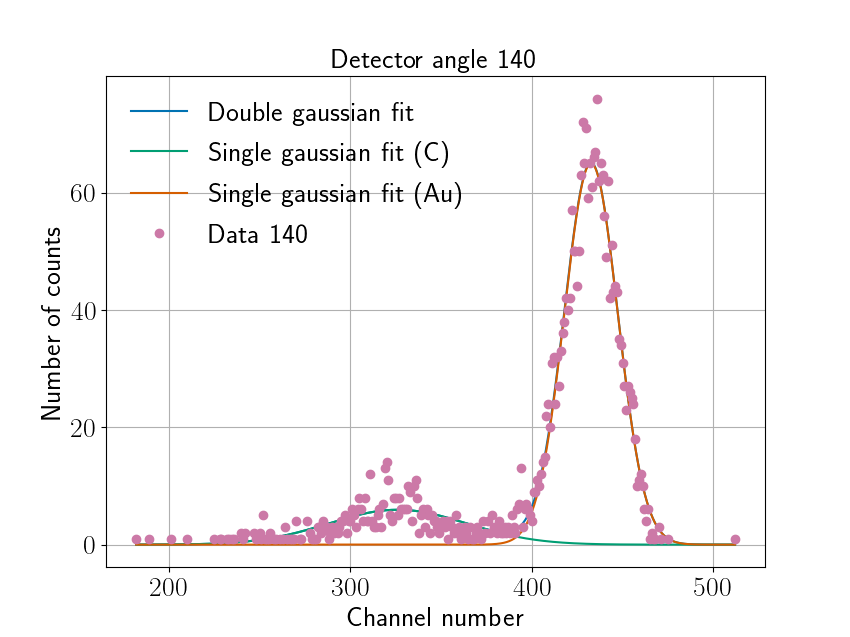 Detector angle 140
Double gaussian fit
Single gaussian fit (C)
Single gaussian fit (Au)
Data 140
60
40
20
0
Number of counts
200 300 400 500
Channel number